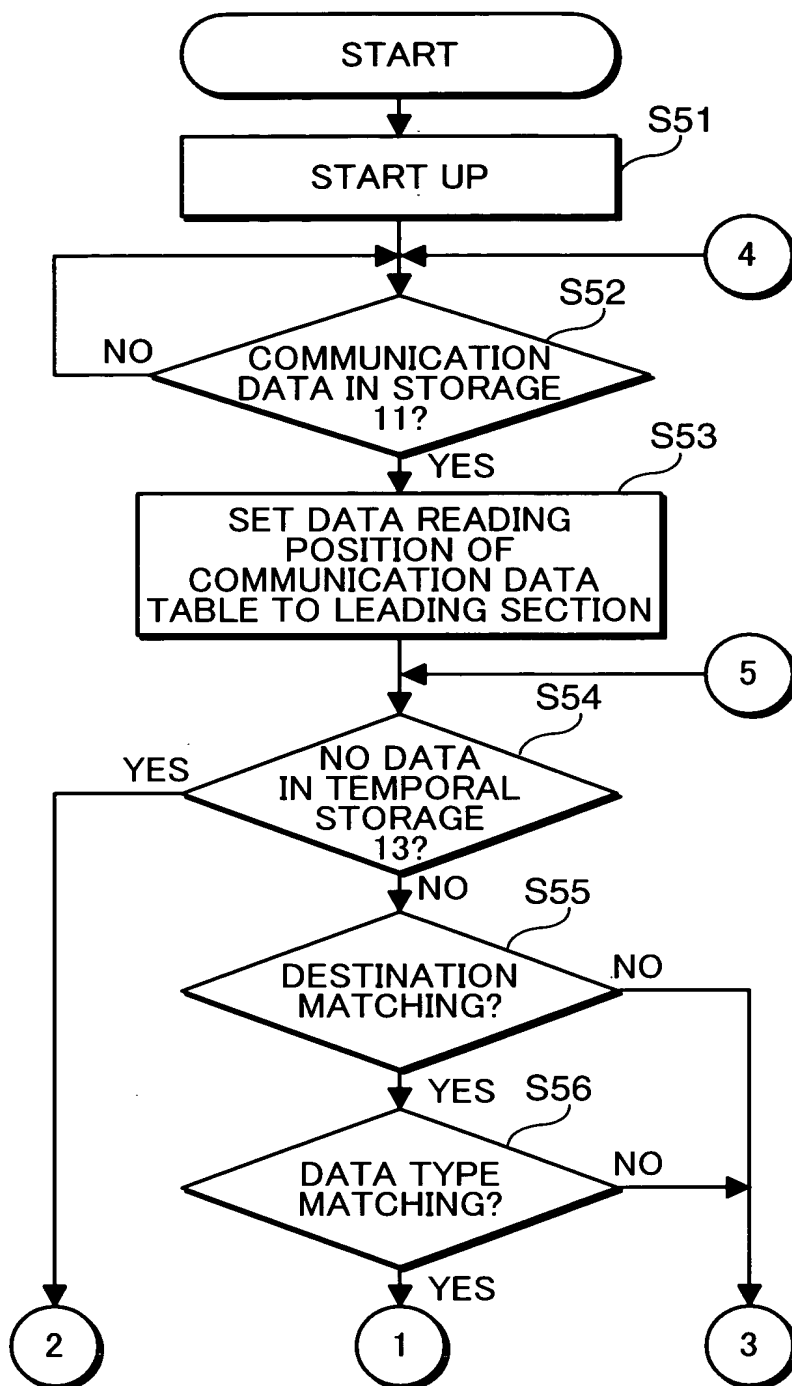 START
S51
START UP
4
S52
NO
COMMUNICATION
DATA IN STORAGE
11?
YES
S53
SET DATA READING
POSITION OF
COMMUNICATION DATA
TABLE TO LEADING SECTION
5
S54
YES
NO DATA
IN TEMPORAL
STORAGE
13?
NO
S55
DESTINATION
MATCHING?
NO
YES
S56
DATA TYPE
MATCHING?
NO
YES
2
1
3